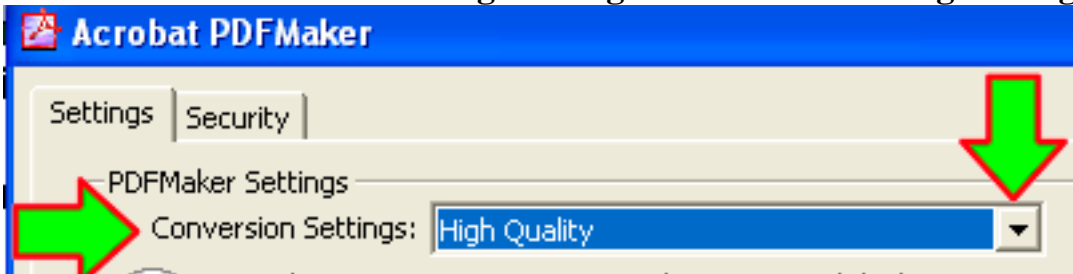 Acrobat PDFMaker
Settings Security
PDFMaker Settings
Conversion Settings: High Quality